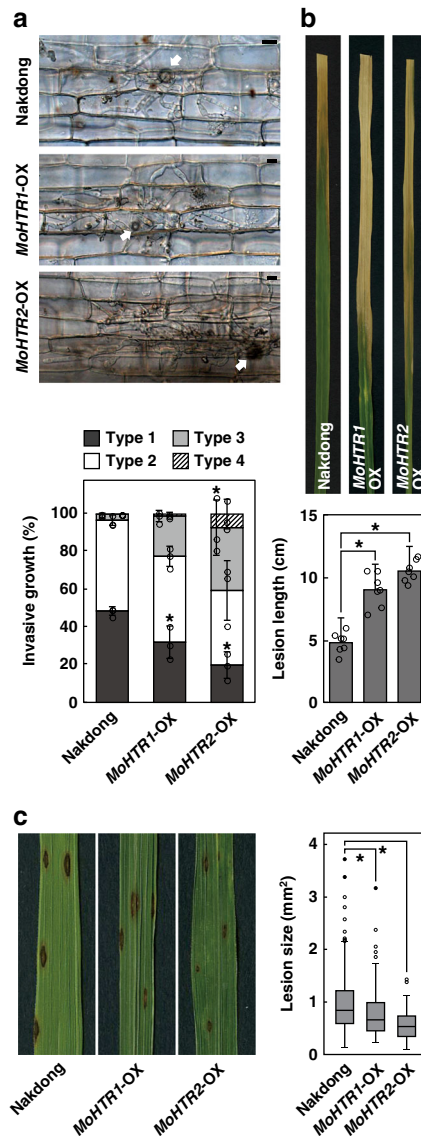 a
Nakdong
MoHTR1-OX
MoHTR2-OX
Type 1
Type 3
Type 2
Type 4
Invasive growth (%)
100
80
60
40
20
0
*
*
*
Nakdong
MoHTR1-OX
MoHTR2-OX
b
Nakdong
MoHTR1
OX
MoHTR2
OX
Lesion length (cm)
15
10
5
0
*
*
Nakdong
MoHTR1-OX
MoHTR2-OX
c
Nakdong
MoHTR1-OX
MoHTR2-OX
Lesion size (mm²)
4
3
2
1
0
*
*
Nakdong
MoHTR1-OX
MoHTR2-OX